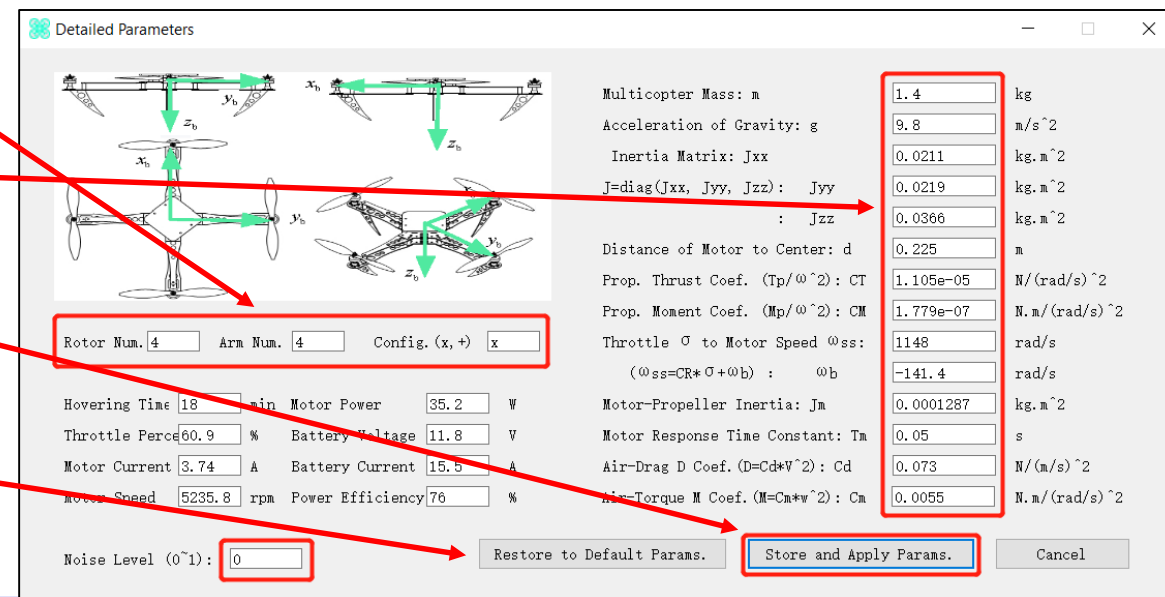 Detailed Parameters
x_b
y_b
z_b
z_b
x_b
y_b
x_b
y_b
z_b
Rotor Num. 4 Arm Num. 4 Config. (x, +) x
Hovering Time 18 min Motor Power 35.2 W
Throttle Perce 60.9 % Battery Voltage 11.8 V
Motor Current 3.74 A Battery Current 15.5 A
Motor Speed 5235.8 rpm Power Efficiency 76 %
Noise Level (0~1): 0
Multicopter Mass: m 1.4 kg
Acceleration of Gravity: g 9.8 m/s^2
Inertia Matrix: Jxx 0.0211 kg.m^2
J=diag(Jxx, Jyy, Jzz): Jyy 0.0219 kg.m^2
: Jzz 0.0366 kg.m^2
Distance of Motor to Center: d 0.225 m
Prop. Thrust Coef. (Tp/ω^2): CT 1.105e-05 N/(rad/s)^2
Prop. Moment Coef. (Mp/ω^2): CM 1.779e-07 N.m/(rad/s)^2
Throttle σ to Motor Speed ωss: 1148 rad/s
(ωss=CR*σ+ωb) : ωb -141.4 rad/s
Motor-Propeller Inertia: Jm 0.0001287 kg.m^2
Motor Response Time Constant: Tm 0.05 s
Air-Drag D Coef.(D=Cd*V^2): Cd 0.073 N/(m/s)^2
Air-Torque M Coef.(M=Cm*w^2): Cm 0.0055 N.m/(rad/s)^2
Restore to Default Params. Store and Apply Params. Cancel